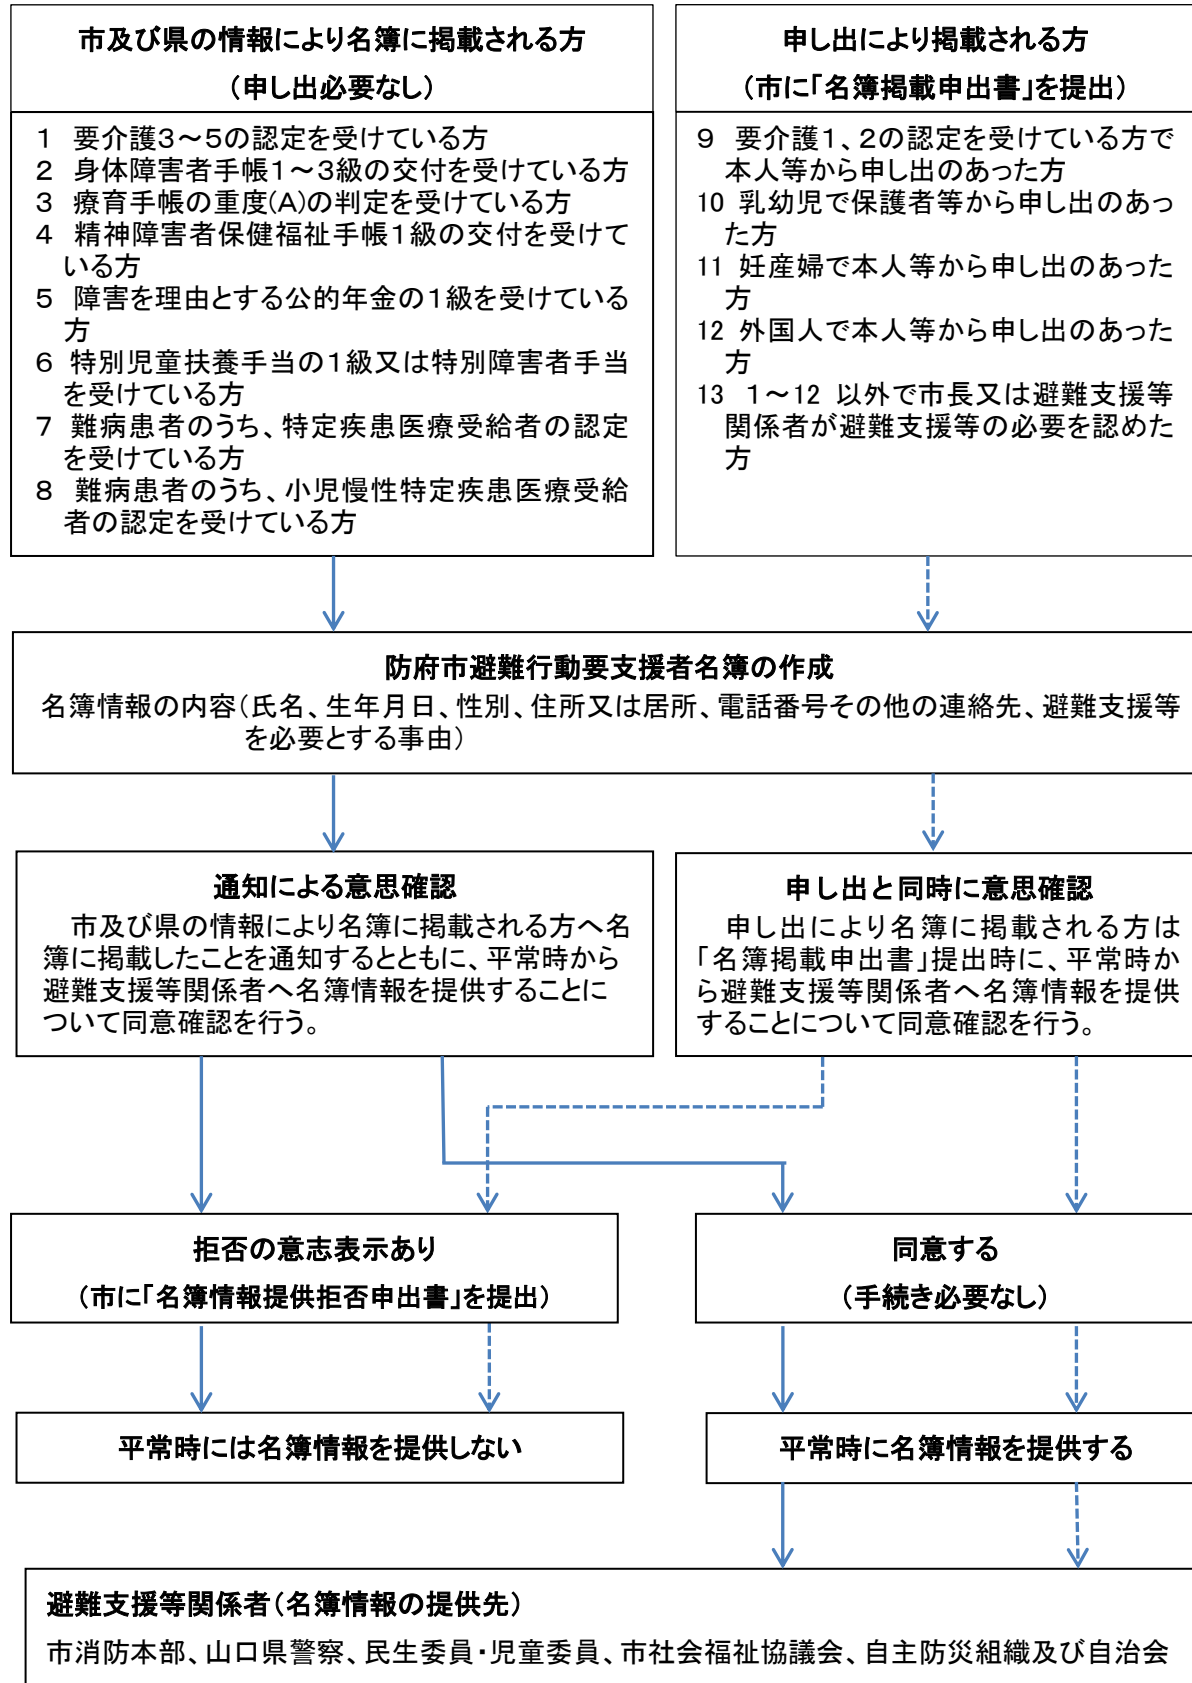 市及び県の情報により名簿に掲載される方
（申し出必要なし）
1 要介護３～５の認定を受けている方
2 身体障害者手帳１～３級の交付を受けている方
3 療育手帳の重度(Ａ)の判定を受けている方
4 精神障害者保健福祉手帳１級の交付を受けて
いる方
5 障害を理由とする公的年金の１級を受けている
方
6 特別児童扶養手当の１級又は特別障害者手当
を受けている方
7 難病患者のうち、特定疾患医療受給者の認定
を受けている方
8 難病患者のうち、小児慢性特定疾患医療受給
者の認定を受けている方
申し出により掲載される方
（市に「名簿掲載申出書」を提出）
9 要介護１、２の認定を受けている方で
本人等から申し出のあった方
10 乳幼児で保護者等から申し出のあっ
た方
11 妊産婦で本人等から申し出のあった
方
12 外国人で本人等から申し出のあった
方
13 １～12 以外で市長又は避難支援等
関係者が避難支援等の必要を認めた
方
防府市避難行動要支援者名簿の作成
名簿情報の内容（氏名、生年月日、性別、住所又は居所、電話番号その他の連絡先、避難支援等
を必要とする事由）
通知による意思確認
市及び県の情報により名簿に掲載される方へ名
簿に掲載したことを通知するとともに、平常時から
避難支援等関係者へ名簿情報を提供することに
ついて同意確認を行う。
申し出と同時に意思確認
申し出により名簿に掲載される方は
「名簿掲載申出書」提出時に、平常時か
ら避難支援等関係者へ名簿情報を提供
することについて同意確認を行う。
拒否の意志表示あり
（市に「名簿情報提供拒否申出書」を提出）
同意する
（手続き必要なし）
平常時には名簿情報を提供しない
平常時に名簿情報を提供する
避難支援等関係者（名簿情報の提供先）
市消防本部、山口県警察、民生委員・児童委員、市社会福祉協議会、自主防災組織及び自治会